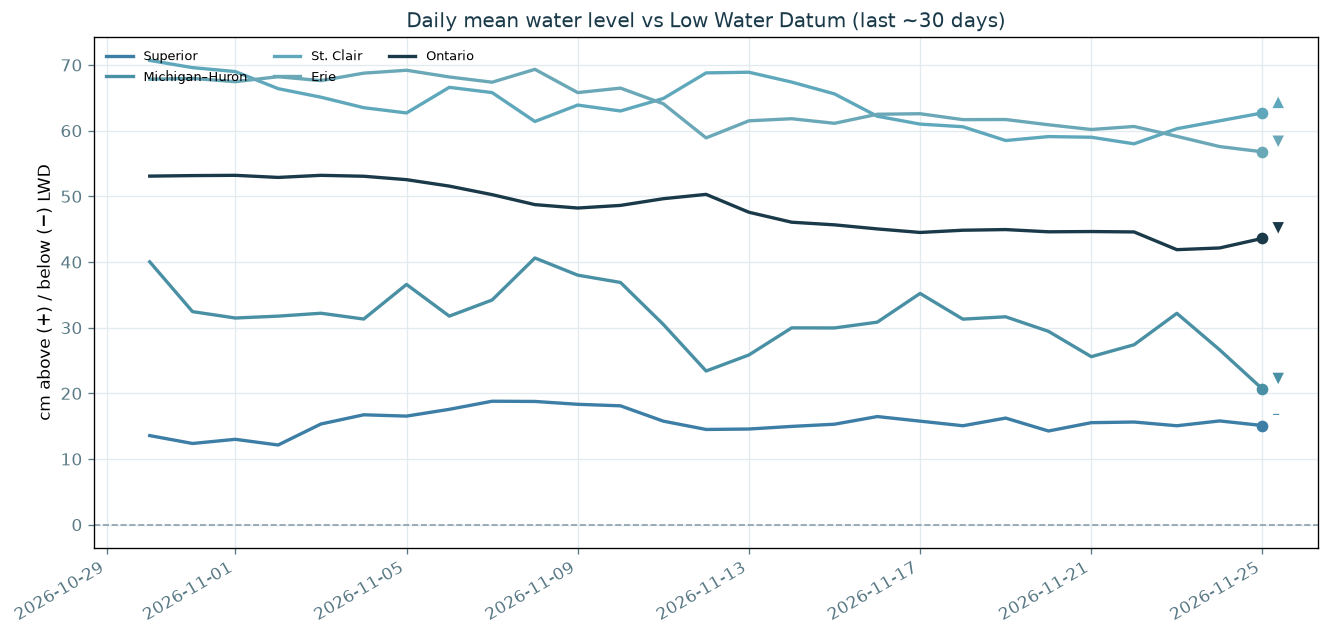 Daily mean water level vs Low Water Datum (last ~30 days)
Superior
Michigan–Huron
St. Clair
Erie
Ontario
cm above (+) / below (−) LWD
70
60
50
40
30
20
10
0
2026-10-29
2026-11-01
2026-11-05
2026-11-09
2026-11-13
2026-11-17
2026-11-21
2026-11-25